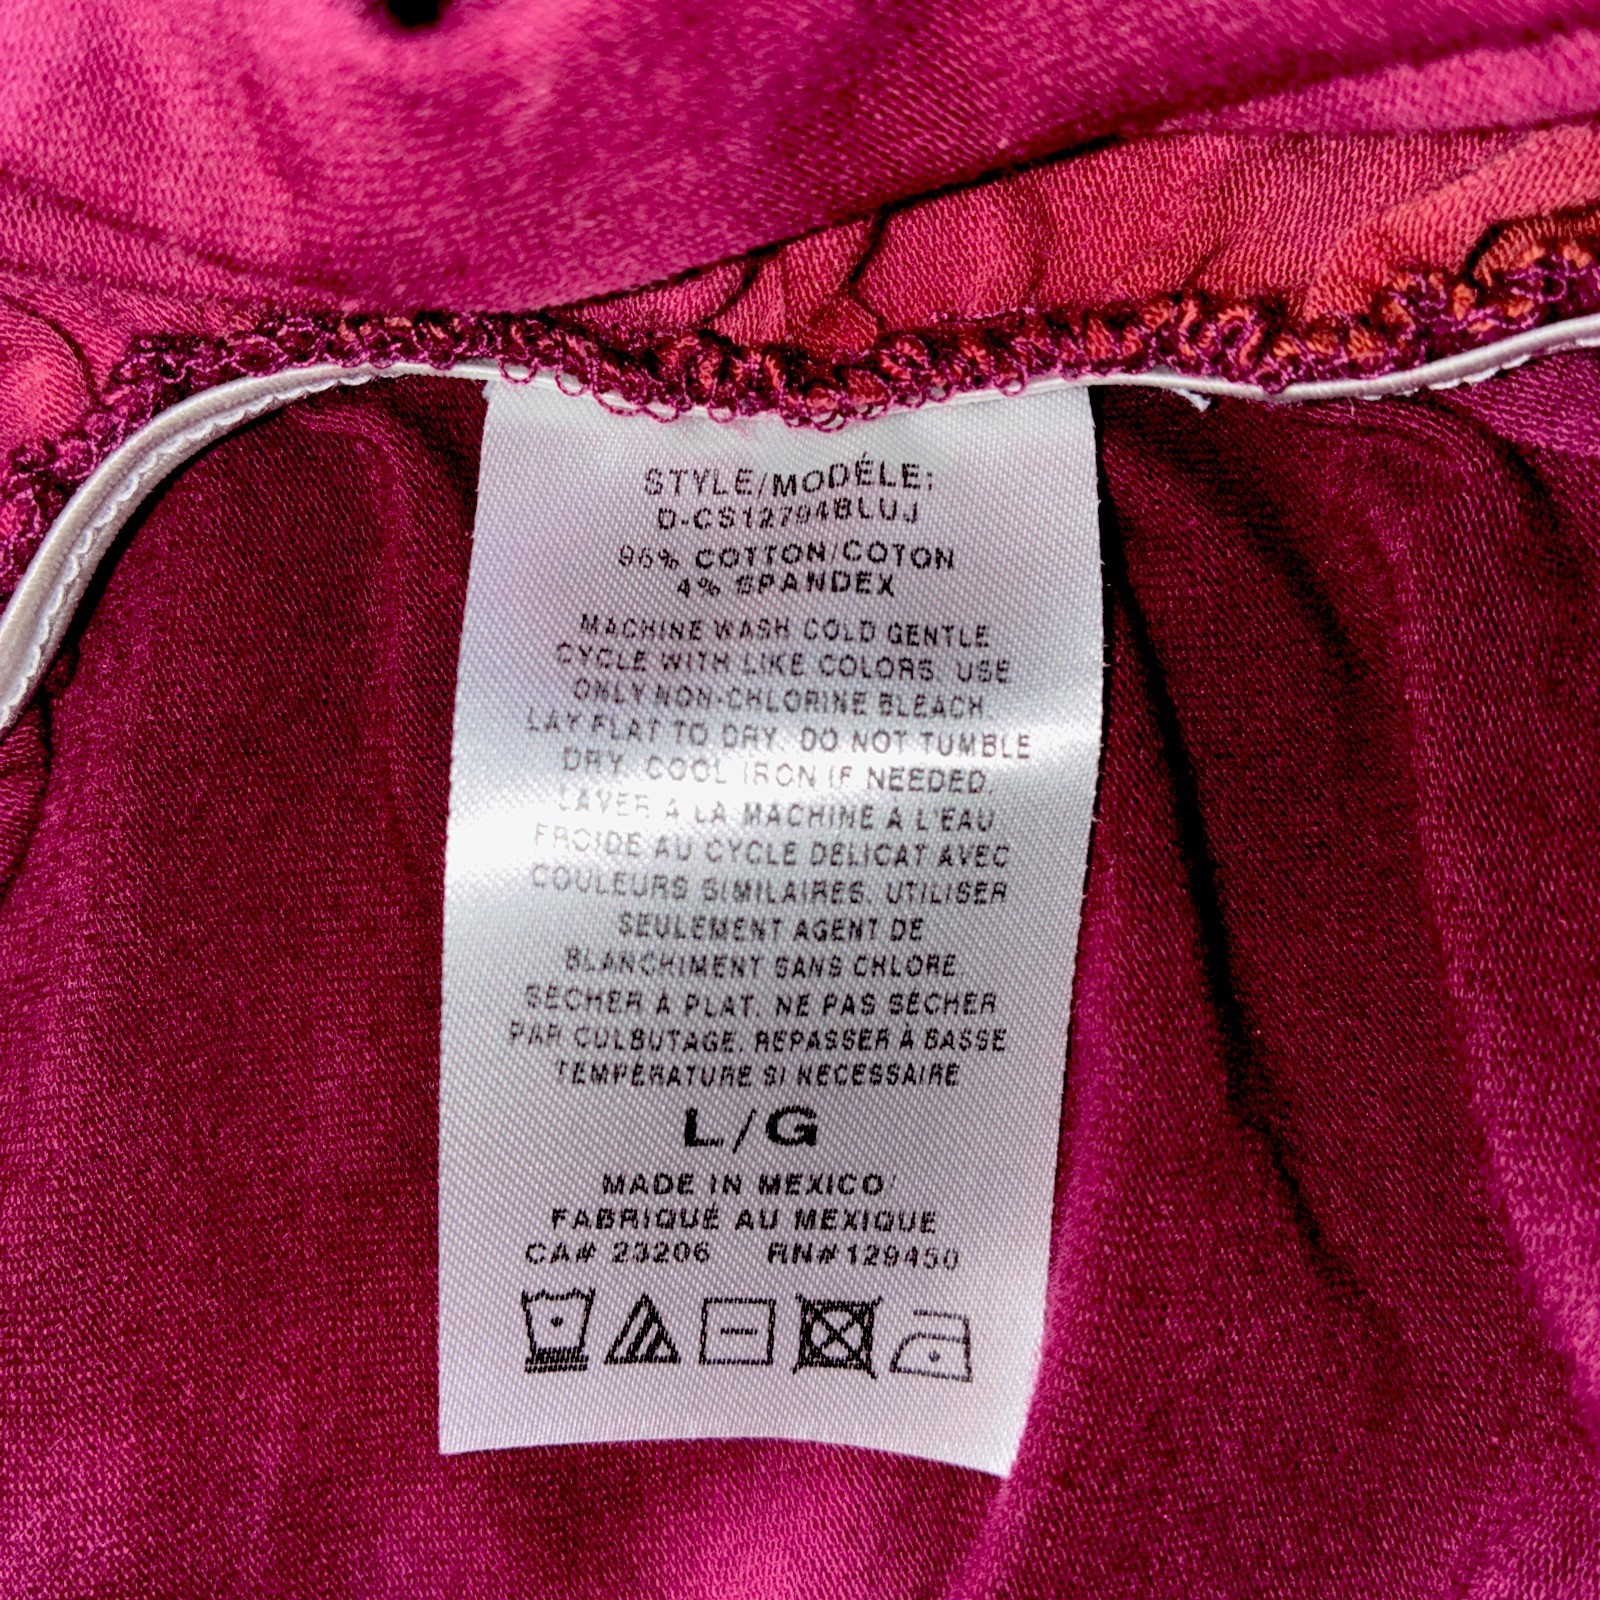 STYLE/MODÉLE:
D-CS12794BLUJ
96% COTTON/COTON
4% SPANDEX
MACHINE WASH COLD GENTLE
CYCLE WITH LIKE COLORS. USE
ONLY NON-CHLORINE BLEACH.
LAY FLAT TO DRY. DO NOT TUMBLE
DRY. COOL IRON IF NEEDED.
LAVER À LA MACHINE À L'EAU
FROIDE AU CYCLE DÉLICAT AVEC
COULEURS SIMILAIRES. UTILISER
SEULEMENT AGENT DE
BLANCHIMENT SANS CHLORE
SÉCHER À PLAT. NE PAS SÉCHER
PAR CULBUTAGE. REPASSER À BASSE
TEMPÉRATURE SI NÉCESSAIRE
L/G
MADE IN MEXICO/
FABRIQUÉ AU MEXIQUE
CA# 23206 RN#129450